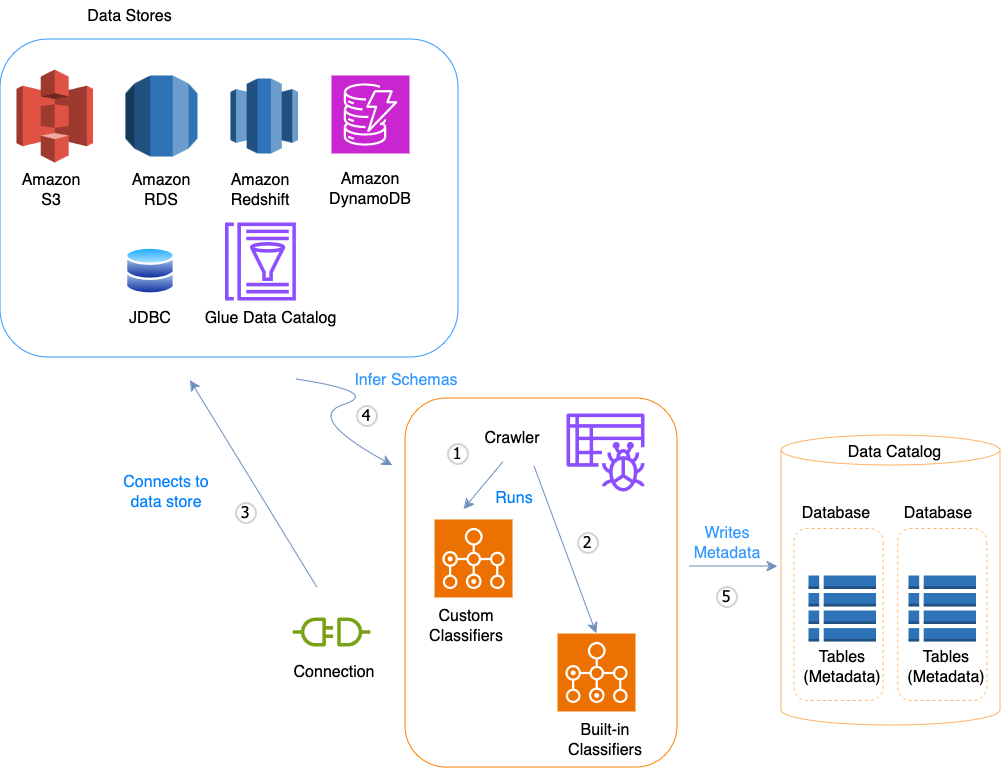 Data Stores
Amazon
S3
Amazon
RDS
Amazon
Redshift
Amazon
DynamoDB
JDBC
Glue Data Catalog
Infer Schemas
4
Connects to
data store
3
Connection
1
Crawler
Runs
2
Custom
Classifiers
Built-in
Classifiers
Writes
Metadata
5
Data Catalog
Database
Database
Tables
(Metadata)
Tables
(Metadata)